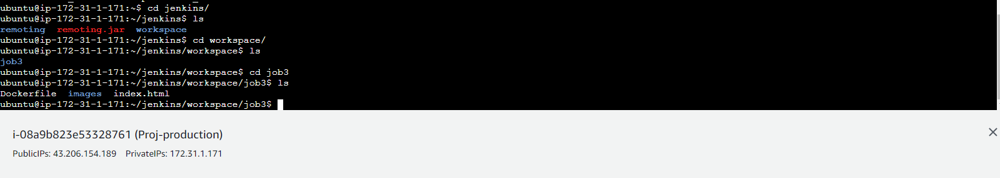 ubuntu@ip-172-31-1-171:~$ cd jenkins/
ubuntu@ip-172-31-1-171:~/jenkins$ ls
remoting  remoting.jar  workspace
ubuntu@ip-172-31-1-171:~/jenkins$ cd workspace/
ubuntu@ip-172-31-1-171:~/jenkins/workspace$ ls
job3
ubuntu@ip-172-31-1-171:~/jenkins/workspace$ cd job3
ubuntu@ip-172-31-1-171:~/jenkins/workspace/job3$ ls
Dockerfile  images  index.html
ubuntu@ip-172-31-1-171:~/jenkins/workspace/job3$
i-08a9b823e53328761 (Proj-production)
PublicIPs: 43.206.154.189 PrivateIPs: 172.31.1.171